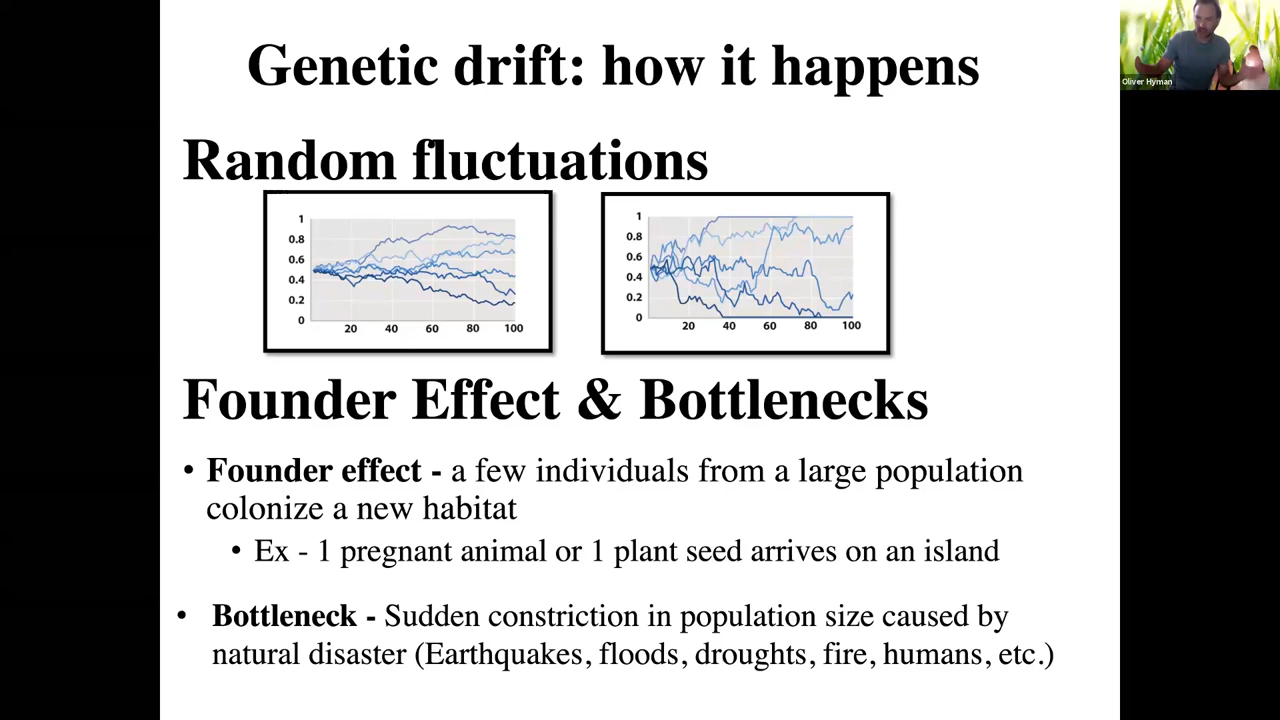 Genetic drift: how it happens
Oliver Hyman
Random fluctuations
1
0.8
0.6
0.4
0.2
0
20 40 60 80 100
1
0.8
0.6
0.4
0.2
0
20 40 60 80 100
Founder Effect & Bottlenecks
• Founder effect - a few individuals from a large population
colonize a new habitat
• Ex - 1 pregnant animal or 1 plant seed arrives on an island
• Bottleneck - Sudden constriction in population size caused by
natural disaster (Earthquakes, floods, droughts, fire, humans, etc.)